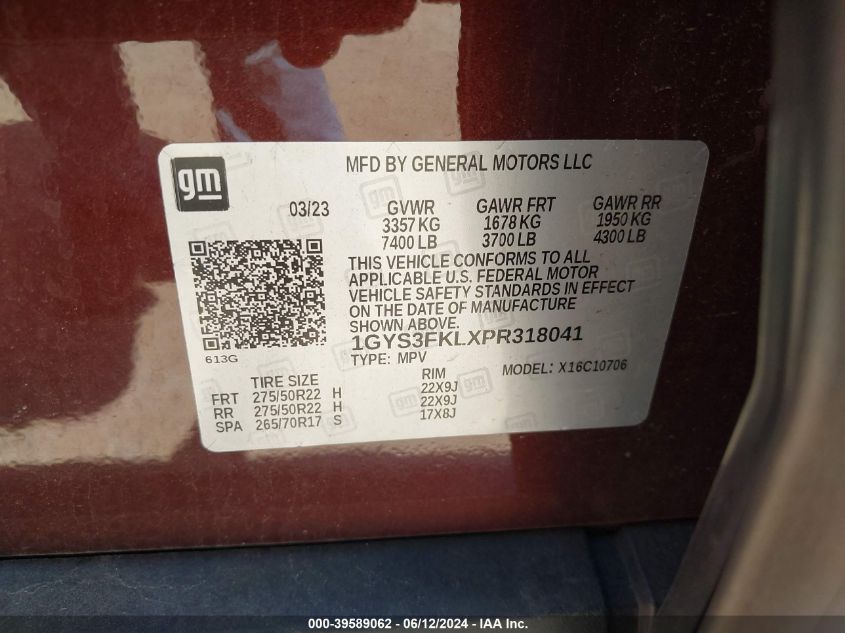 gm
MFD BY GENERAL MOTORS LLC
03/23
GVWR GAWR FRT GAWR RR
3357 KG 1678 KG 1950 KG
7400 LB 3700 LB 4300 LB
THIS VEHICLE CONFORMS TO ALL
APPLICABLE U.S. FEDERAL MOTOR
VEHICLE SAFETY STANDARDS IN EFFECT
ON THE DATE OF MANUFACTURE
SHOWN ABOVE.
1GYS3FKLXPR318041
613G
TYPE: MPV
MODEL: X16C10706
TIRE SIZE RIM
FRT 275/50R22 H 22X9J
RR 275/50R22 H 22X9J
SPA 265/70R17 S 17X8J
000-39589062 - 06/12/2024 - IAA Inc.